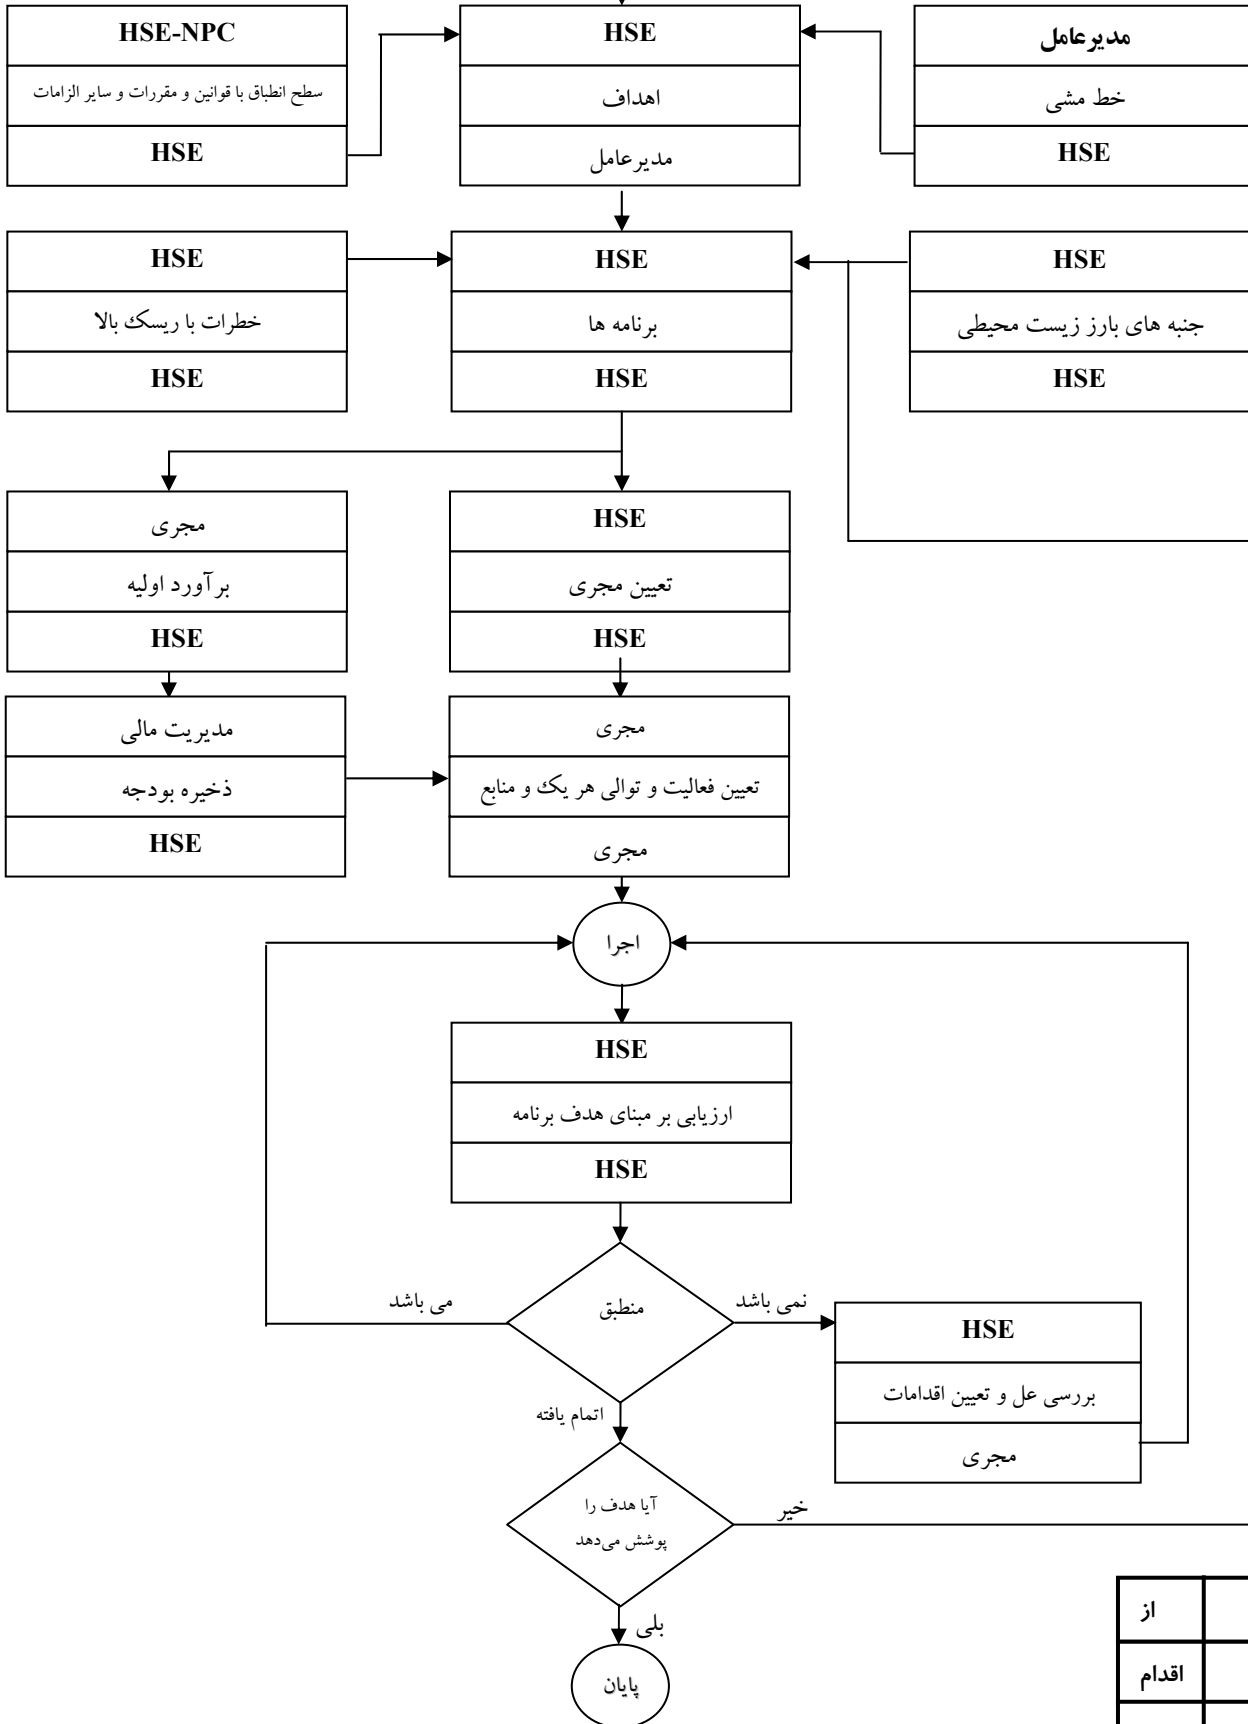 مدیرعامل
خط مشی
HSE
HSE
اهداف
مدیرعامل
HSE-NPC
سطح انطباق با قوانین و مقررات و سایر الزامات
HSE
HSE
جنبه های بارز زیست محیطی
HSE
HSE
برنامه ها
HSE
HSE
خطرات با ریسک بالا
HSE
HSE
تعیین مجری
HSE
مجری
برآورد اولیه
HSE
مجری
تعیین فعالیت و توالی هر یک و منابع
مجری
مدیریت مالی
ذخیره بودجه
HSE
اجرا
HSE
ارزیابی بر مبنای هدف برنامه
HSE
منطبق
نمی باشد
می باشد
HSE
بررسی عل و تعیین اقدامات
مجری
اتمام یافته
آیا هدف را
پوشش می‌دهد
خیر
بلی
پایان
از
اقدام